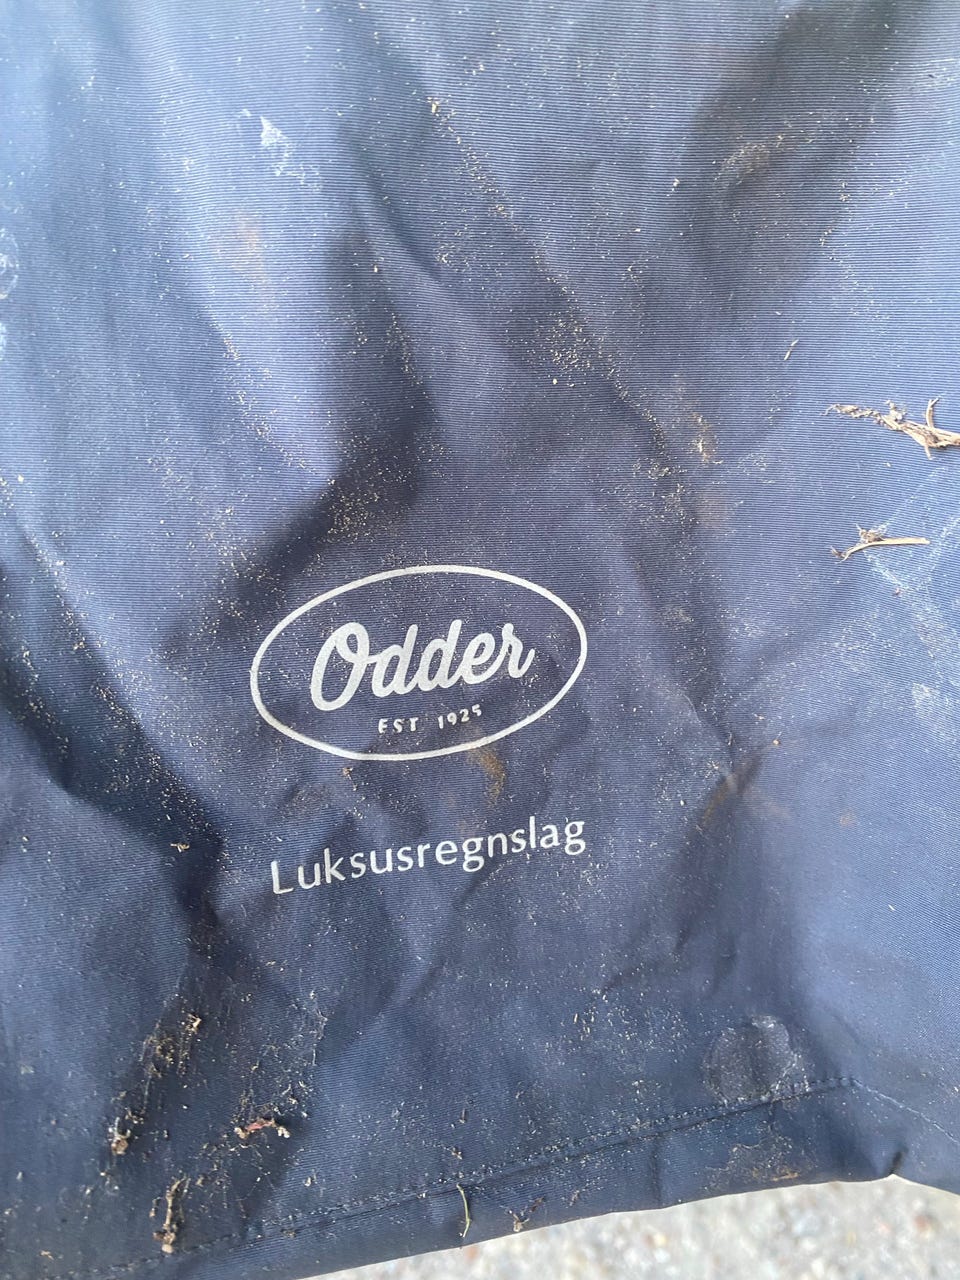 Odder
EST 1925
Luksusregnslag